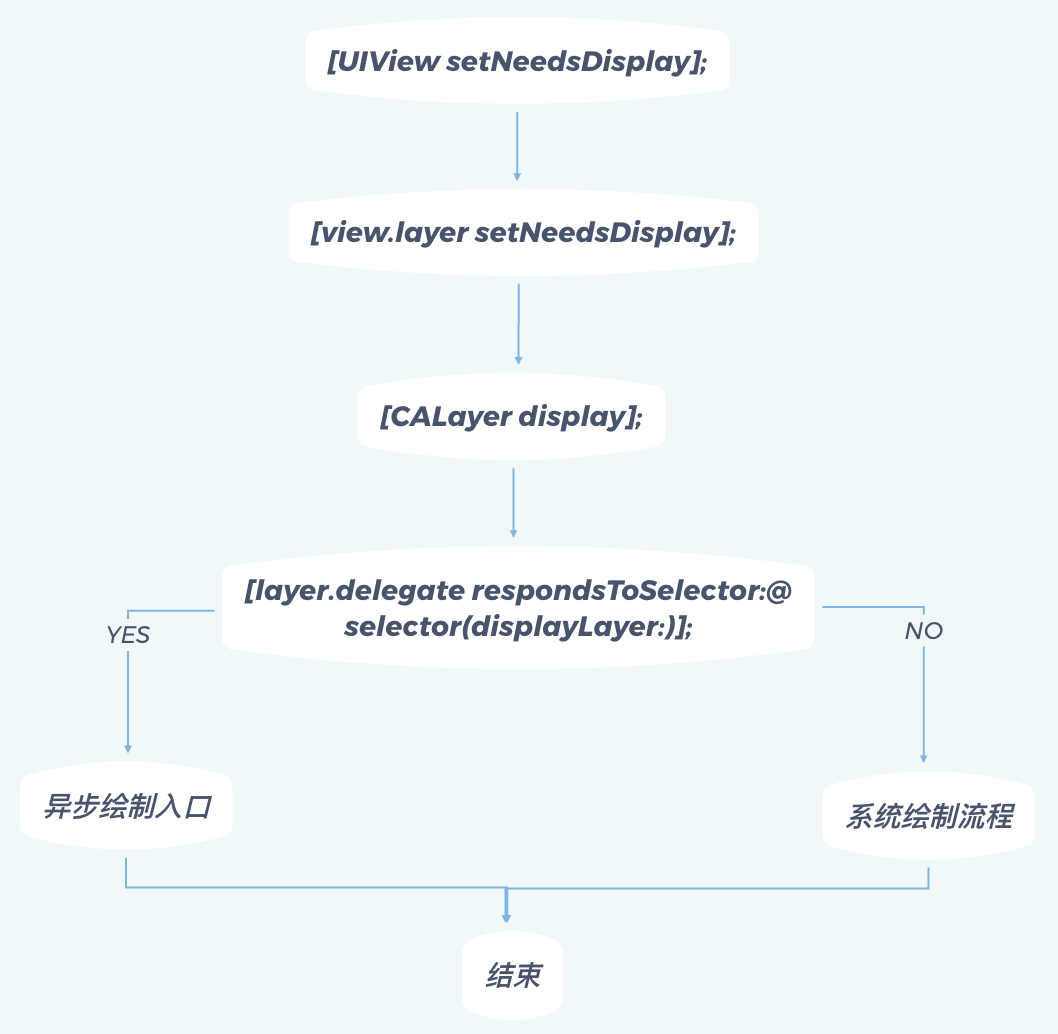 [UIView setNeedsDisplay];
[view.layer setNeedsDisplay];
[CALayer display];
[layer.delegate respondsToSelector:@
selector(displayLayer:)];
YES
NO
异步绘制入口
系统绘制流程
结束